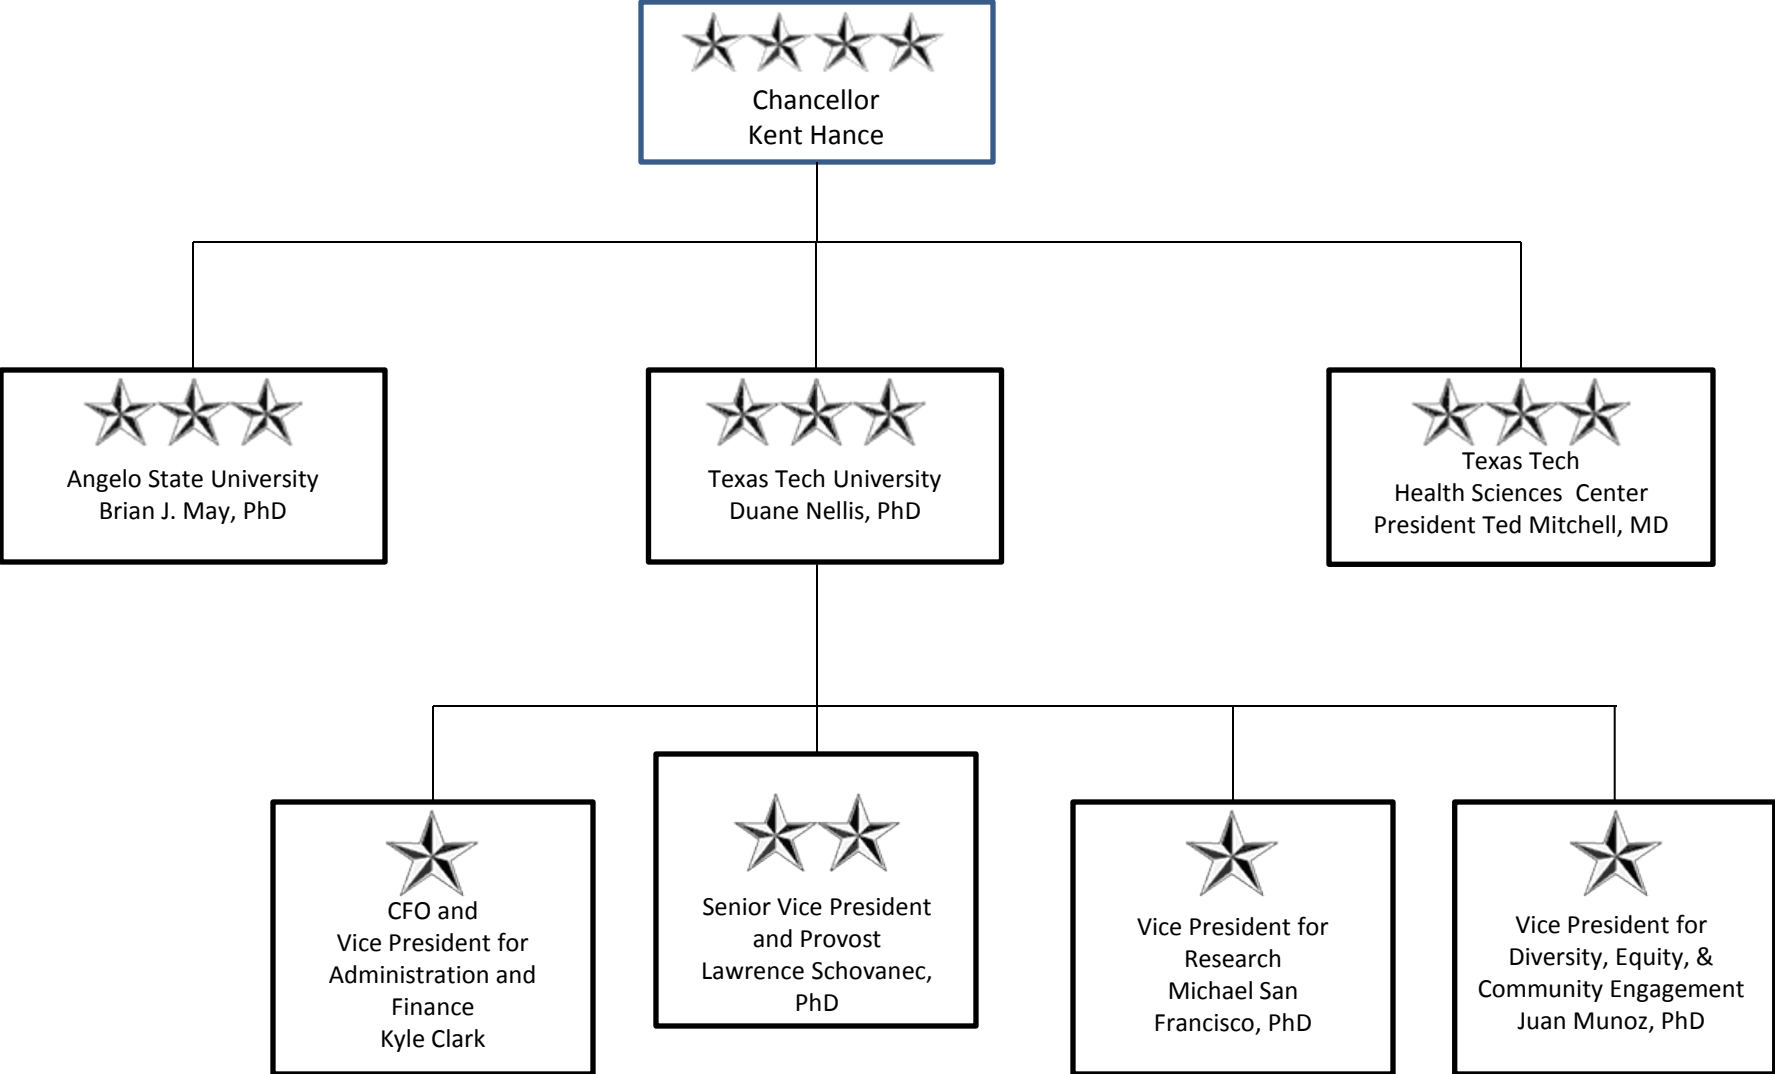 Chancellor
Kent Hance
Angelo State University
Brian J. May, PhD
Texas Tech University
Duane Nellis, PhD
Texas Tech
Health Sciences  Center
President Ted Mitchell, MD
CFO and
Vice President for
Administration and
Finance
Kyle Clark
Senior Vice President
and Provost
Lawrence Schovanec,
PhD
Vice President for
Research
Michael San
Francisco, PhD
Vice President for
Diversity, Equity, &
Community Engagement
Juan Munoz, PhD